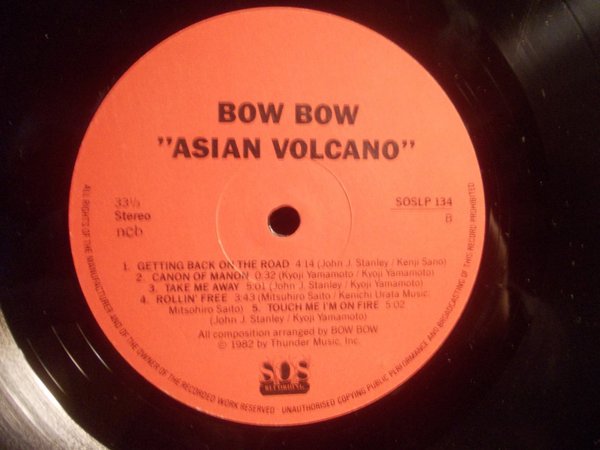 BOW BOW
"ASIAN VOLCANO"
33⅓
Stereo
ncb
SOSLP 134
B
1. GETTING BACK ON THE ROAD 4:14 (John J. Stanley / Kenji Sano)
2. CANON OF MANON 0:32 (Kyoji Yamamoto / Kyoji Yamamoto)
3. TAKE ME AWAY 5:01 (John J. Stanley / Kyoji Yamamoto)
4. ROLLIN' FREE 3:43 (Mitsuhiro Saito / Kenichi Urata Music:
Mitsohiro Saito) 5. TOUCH ME I'M ON FIRE 5:02
(John J. Stanley / Kyoji Yamamoto)
All composition arranged by BOW BOW
© 1982 by Thunder Music, Inc.
SOS
RECORDING
ALL RIGHTS OF THE MANUFACTURER AND OF THE OWNER OF THE RECORDED WORK RESERVED UNAUTHORISED COPYING PUBLIC PERFORMANCE AND BROADCASTING OF THIS RECORD PROHIBITED